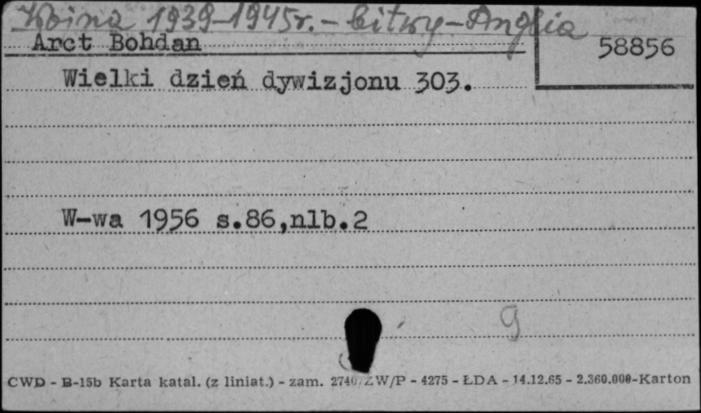 Wojna 1939-1945r. - bitwy - Anglia
Arct Bohdan
58856
Wielki dzień dywizjonu 303.
W-wa 1956 s.86,nlb.2
9
CWD - B-15b Karta katal. (z liniat.) - zam. 2740/ZW/P - 4275 - ŁDA - 14.12.65 - 2.360.000-Karton